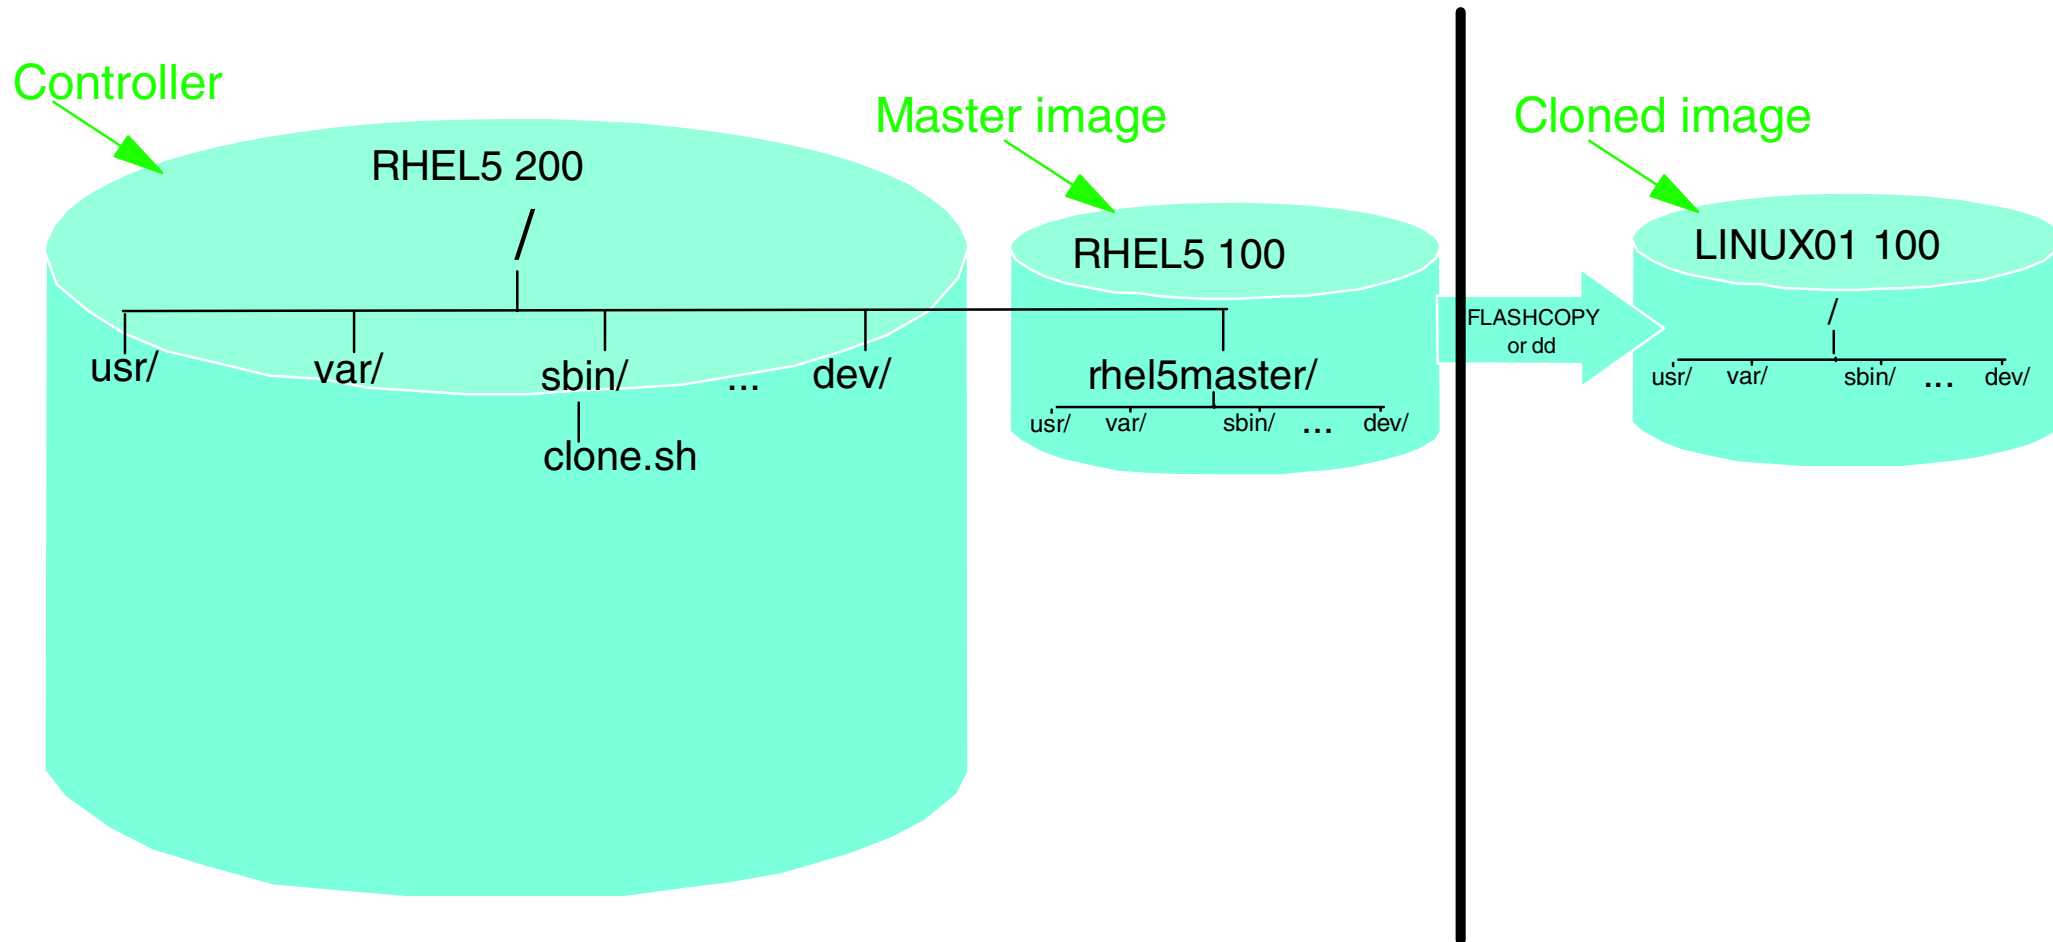 Controller
Master image
Cloned image
RHEL5 200
/
usr/ var/ sbin/ ... dev/
clone.sh
RHEL5 100
rhel5master/
usr/ var/ sbin/ ... dev/
FLASHCOPY
or dd
LINUX01 100
/
usr/ var/ sbin/ ... dev/